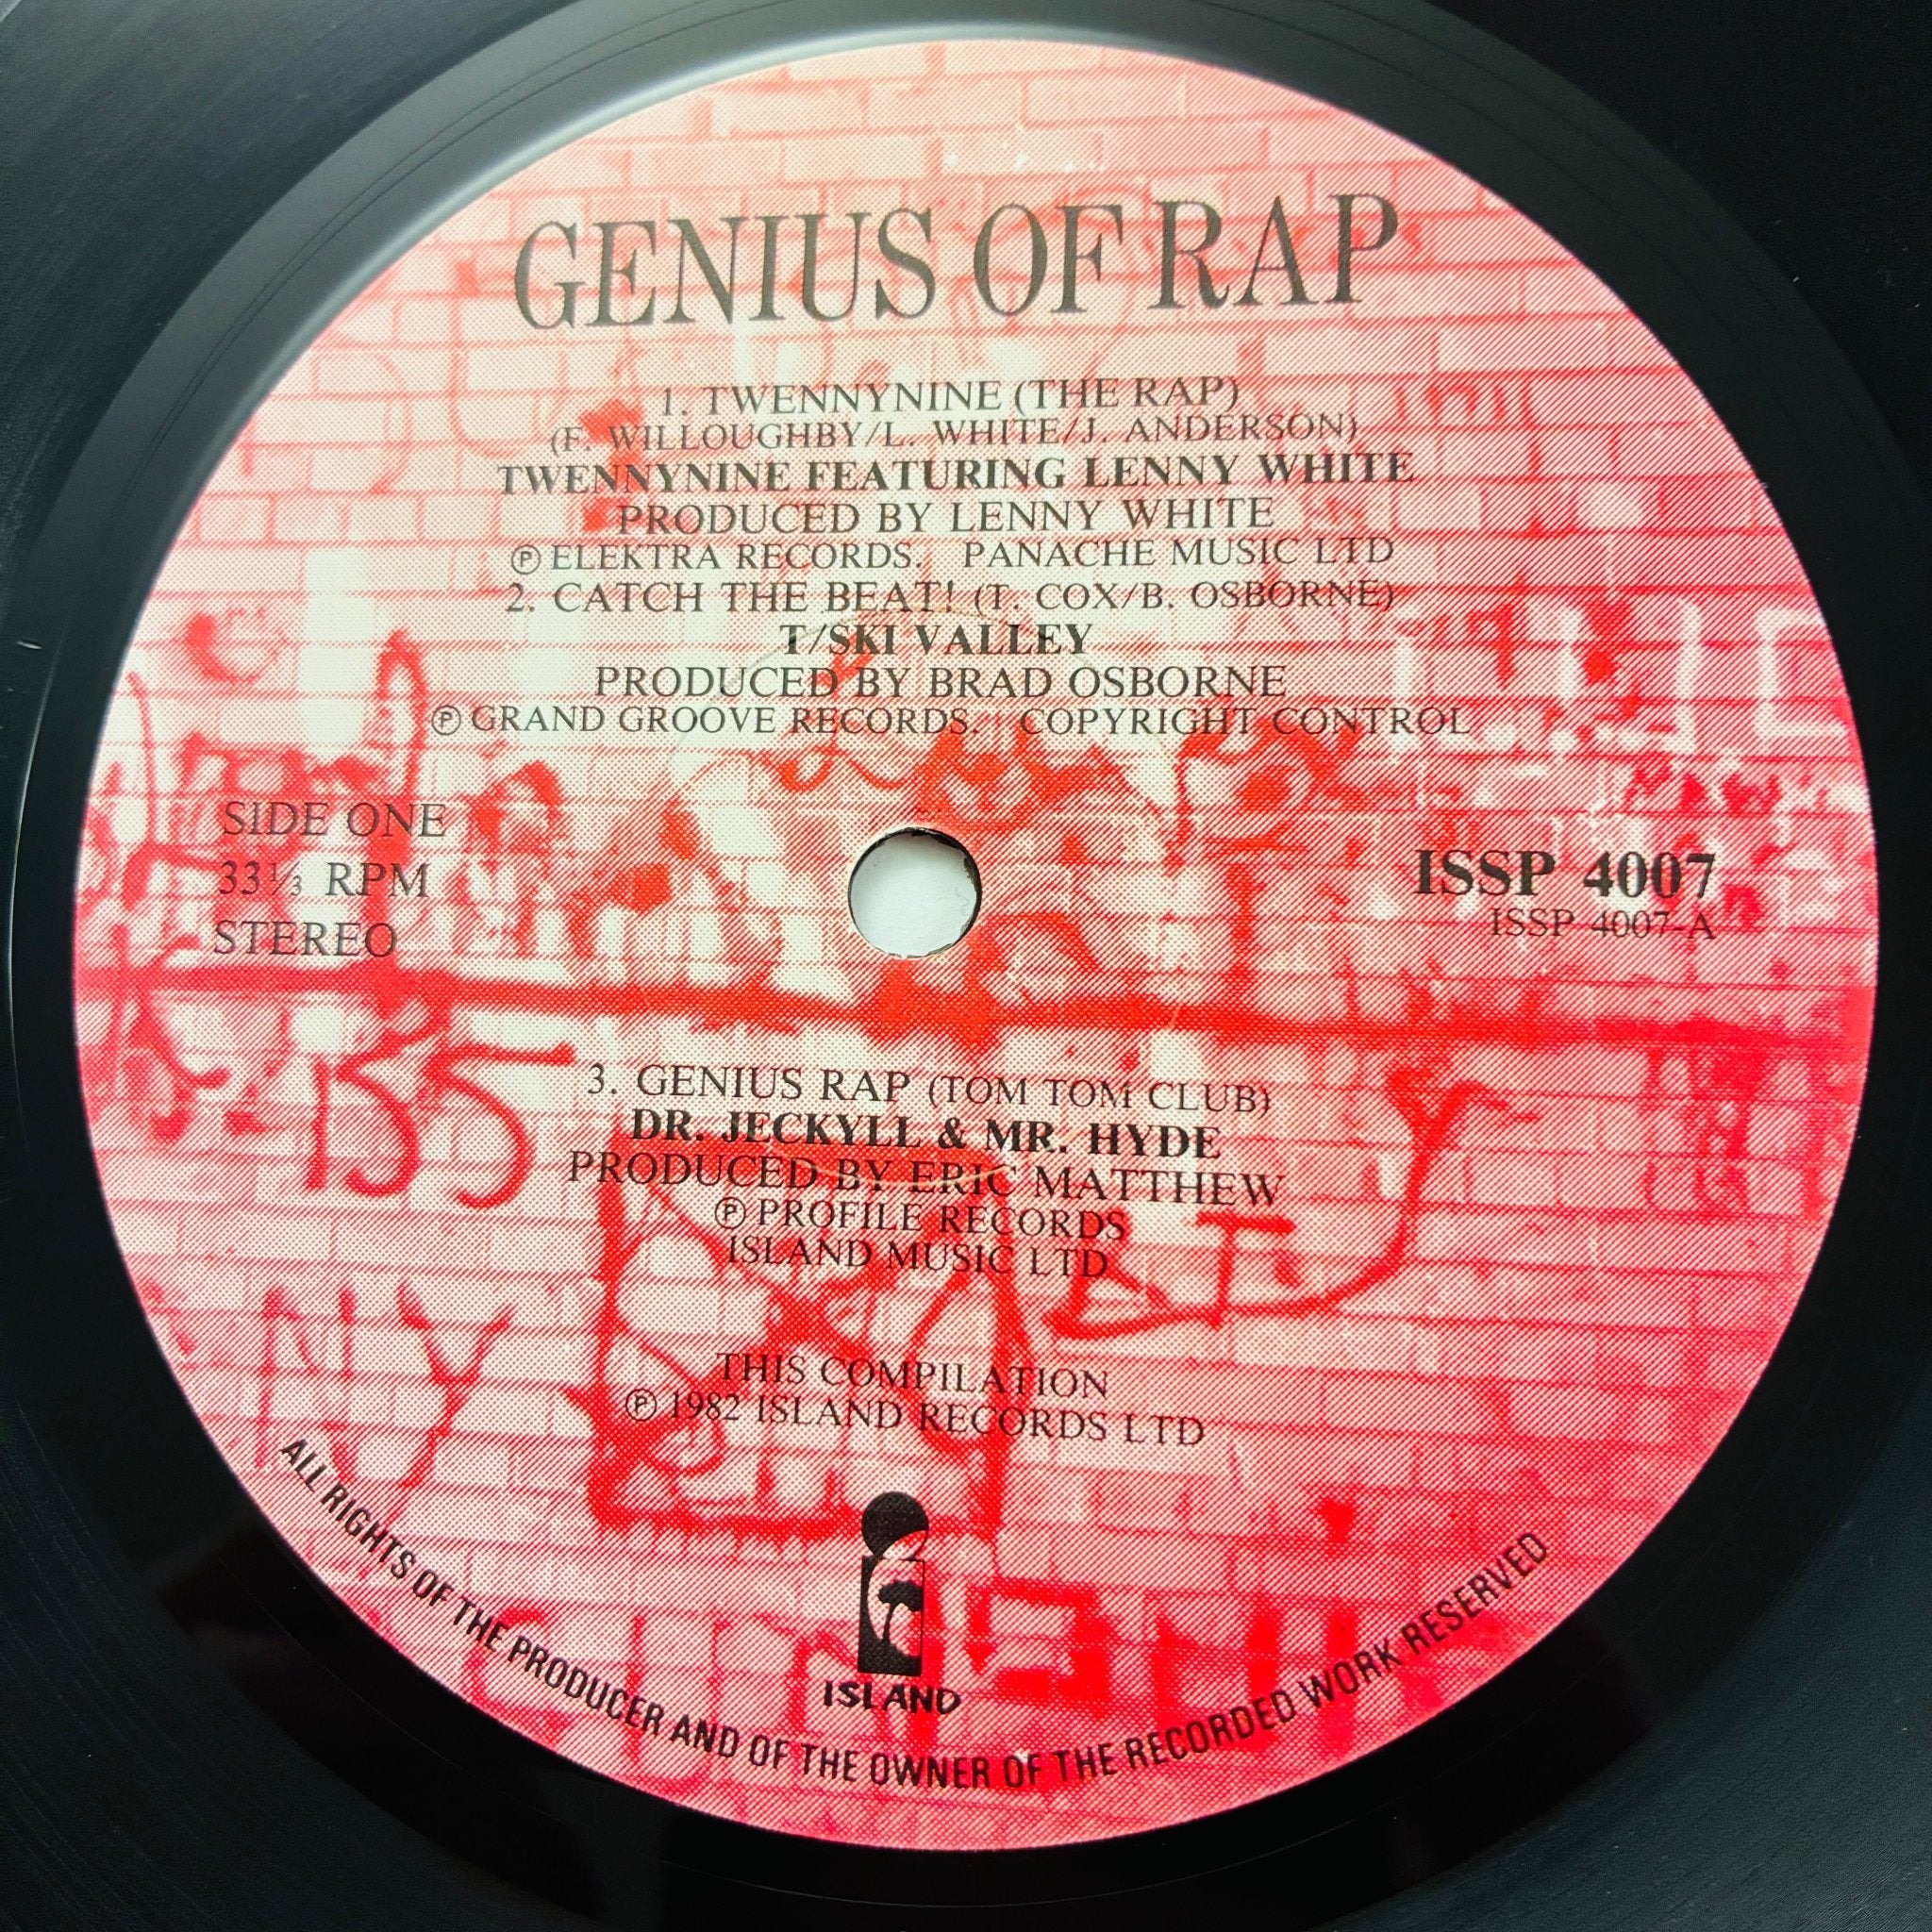 GENIUS OF RAP
1. TWENNYNINE (THE RAP)
(F. WILLOUGHBY/L. WHITE/J. ANDERSON)
TWENNYNINE FEATURING LENNY WHITE
PRODUCED BY LENNY WHITE
Ⓟ ELEKTRA RECORDS. PANACHE MUSIC LTD
2. CATCH THE BEAT! (T. COX/B. OSBORNE)
T/SKI VALLEY
PRODUCED BY BRAD OSBORNE
Ⓟ GRAND GROOVE RECORDS. COPYRIGHT CONTROL
SIDE ONE
33⅓ RPM
STEREO
ISSP 4007
ISSP 4007-A
3. GENIUS RAP (TOM TOM CLUB)
DR. JECKYLL & MR. HYDE
PRODUCED BY ERIC MATTHEW
Ⓟ PROFILE RECORDS
ISLAND MUSIC LTD
THIS COMPILATION
Ⓟ 1982 ISLAND RECORDS LTD
ISLAND
ALL RIGHTS OF THE PRODUCER AND OF THE OWNER OF THE RECORDED WORK RESERVED